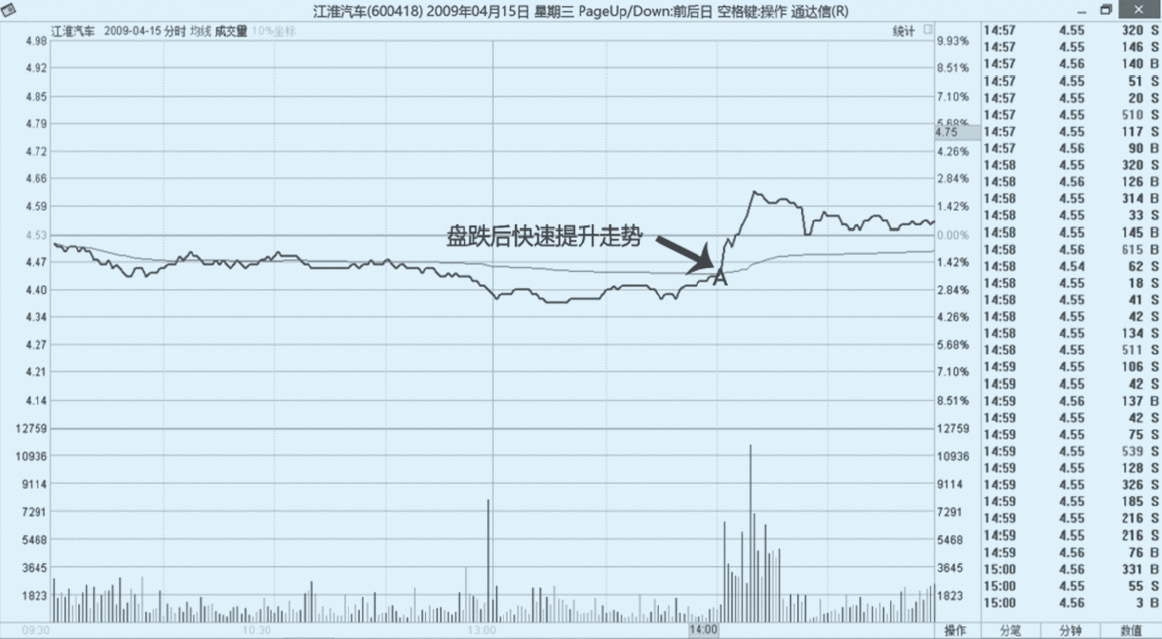 江淮汽车(600418) 2009年04月15日 星期三 PageUp/Down:前后日 空格键:操作 通达信(R)
江淮汽车 2009-04-15 分时 均线 成交量 10%坐标 统计
4.98 9.93%
4.92 8.51%
4.85 7.10%
4.79 5.68%
4.75
4.72 4.26%
4.66 2.84%
4.59 1.42%
4.53 0.00%
盘跌后快速提升走势
4.47 1.42%
A
4.40 2.84%
4.34 4.26%
4.27 5.68%
4.21 7.10%
4.14 8.51%
12759 12759
10936 10936
9114 9114
7291 7291
5468 5468
3645 3645
1823 1823
09:30 10:30 13:00 14:00 操作
14:57 4.55 320 S
14:57 4.55 146 S
14:57 4.56 140 B
14:57 4.55 51 S
14:57 4.55 20 S
14:57 4.55 510 S
14:57 4.55 117 S
14:57 4.56 90 B
14:58 4.55 320 S
14:58 4.56 126 B
14:58 4.55 314 B
14:58 4.55 33 S
14:58 4.55 145 B
14:58 4.56 615 B
14:58 4.54 62 S
14:58 4.55 18 S
14:58 4.55 41 S
14:58 4.55 42 S
14:58 4.55 134 S
14:58 4.55 511 S
14:59 4.55 106 S
14:59 4.55 42 S
14:59 4.56 137 B
14:59 4.55 42 S
14:59 4.55 75 S
14:59 4.55 539 S
14:59 4.55 128 S
14:59 4.55 326 S
14:59 4.55 185 S
14:59 4.55 216 S
14:59 4.55 216 S
14:59 4.56 76 B
15:00 4.56 331 B
15:00 4.55 55 S
15:00 4.56 3 B
分笔 分钟 数值